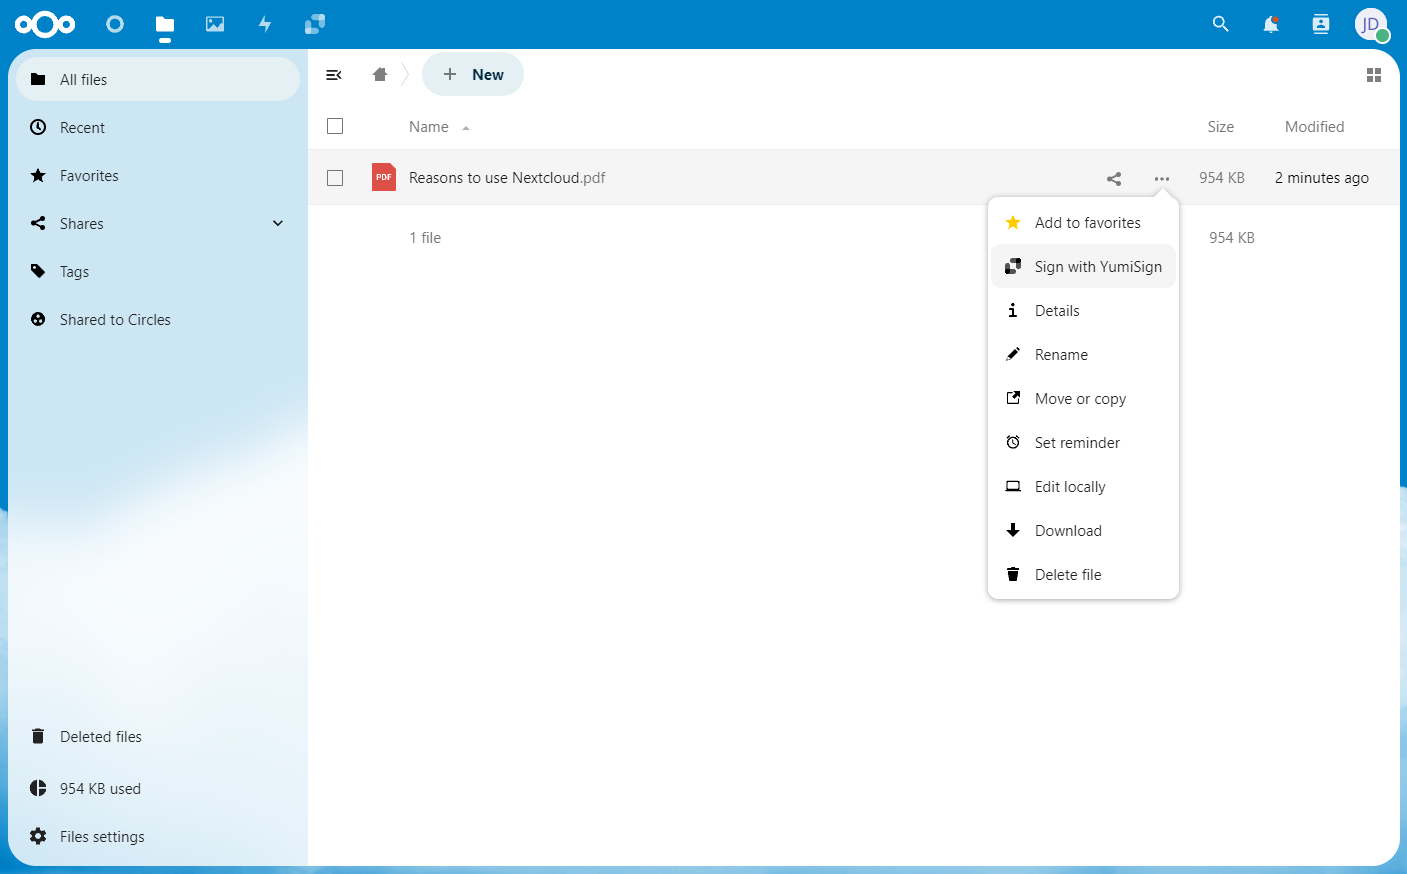 JD
All files
Recent
Favorites
Shares
Tags
Shared to Circles
Deleted files
954 KB used
Files settings
New
Name
Size
Modified
PDF
Reasons to use Nextcloud.pdf
954 KB
2 minutes ago
1 file
954 KB
Add to favorites
Sign with YumiSign
Details
Rename
Move or copy
Set reminder
Edit locally
Download
Delete file